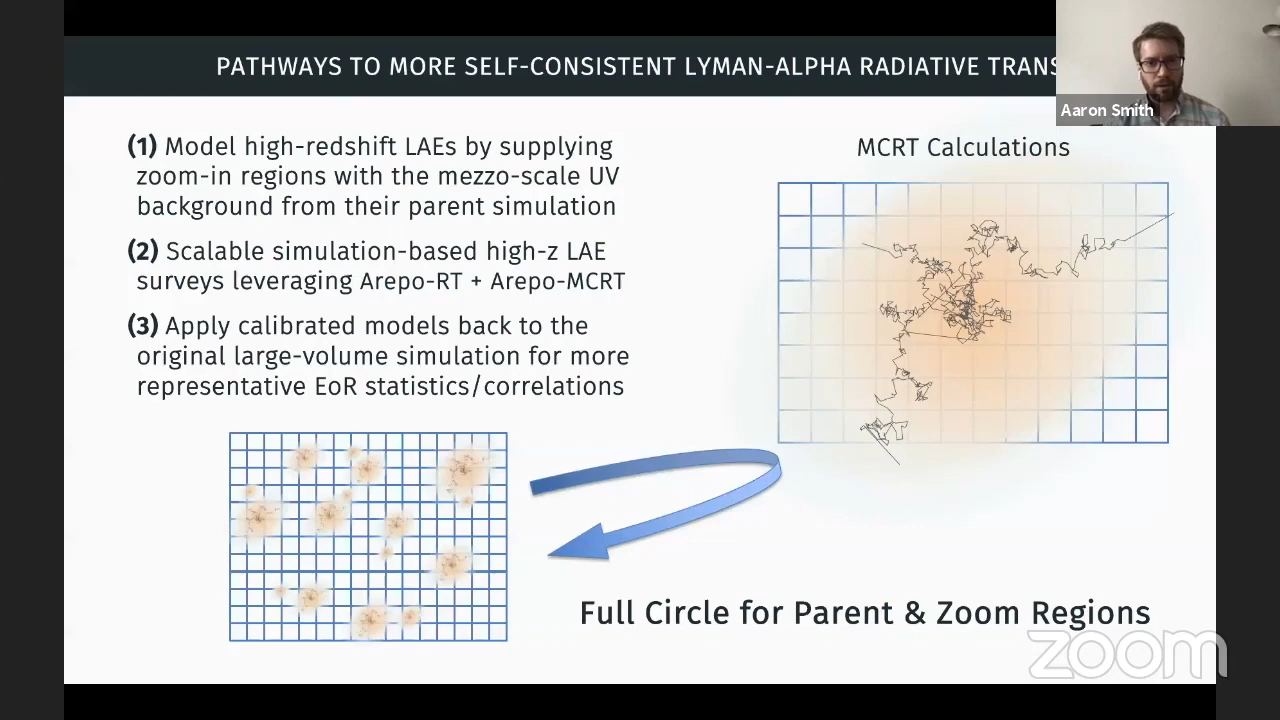 PATHWAYS TO MORE SELF-CONSISTENT LYMAN-ALPHA RADIATIVE TRANS
Aaron Smith
(1) Model high-redshift LAEs by supplying
zoom-in regions with the mezzo-scale UV
background from their parent simulation
(2) Scalable simulation-based high-z LAE
surveys leveraging Arepo-RT + Arepo-MCRT
(3) Apply calibrated models back to the
original large-volume simulation for more
representative EoR statistics/correlations
MCRT Calculations
Full Circle for Parent & Zoom Regions
zoom